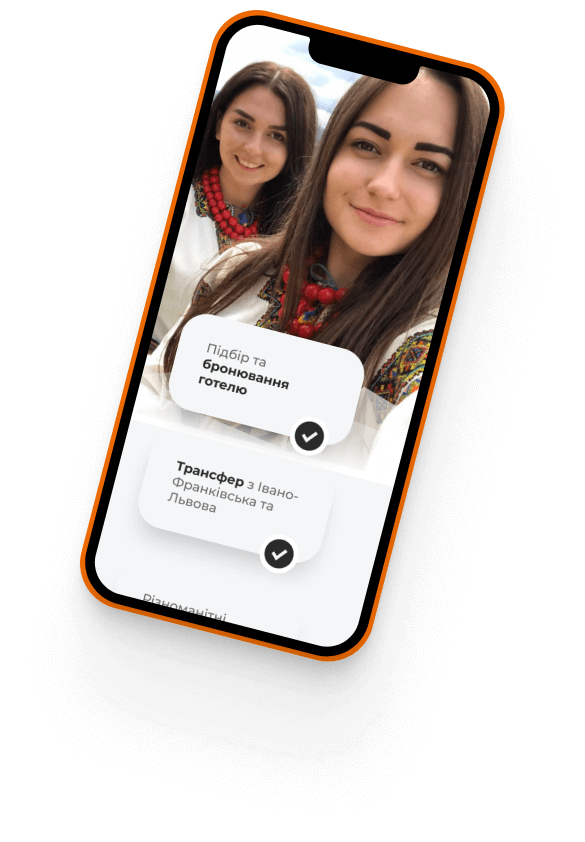 Підбір та
бронювання
готелю
Трансфер з Івано-
Франківська та
Львова
Різноманітні